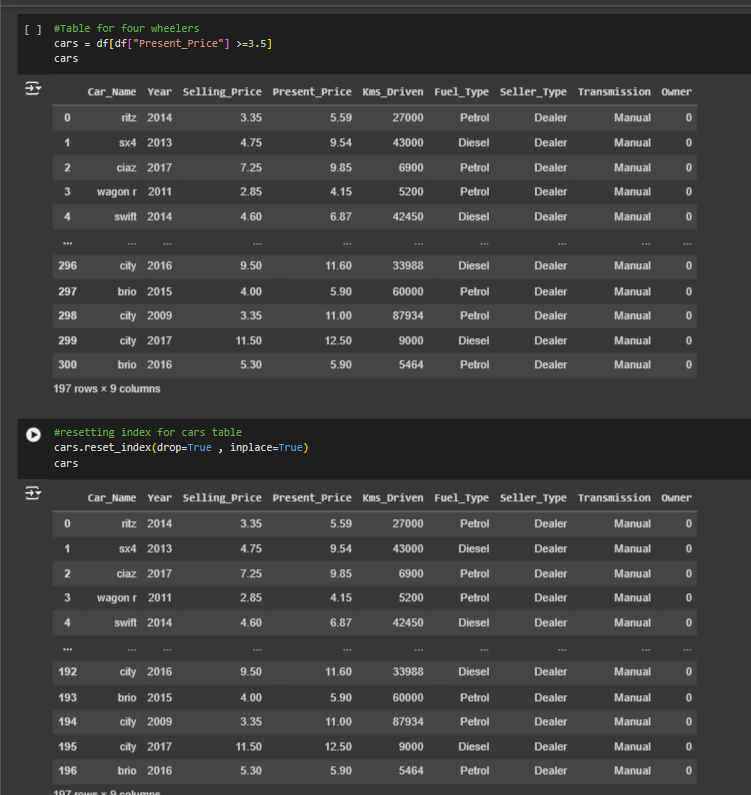 [ ] #Table for four wheelers
cars = df[df["Present_Price"] >=3.5]
cars
Car_Name Year Selling_Price Present_Price Kms_Driven Fuel_Type Seller_Type Transmission Owner
0 ritz 2014 3.35 5.59 27000 Petrol Dealer Manual 0
1 sx4 2013 4.75 9.54 43000 Diesel Dealer Manual 0
2 ciaz 2017 7.25 9.85 6900 Petrol Dealer Manual 0
3 wagon r 2011 2.85 4.15 5200 Petrol Dealer Manual 0
4 swift 2014 4.60 6.87 42450 Diesel Dealer Manual 0
... ... ... ... ... ... ... ... ... ...
296 city 2016 9.50 11.60 33988 Diesel Dealer Manual 0
297 brio 2015 4.00 5.90 60000 Petrol Dealer Manual 0
298 city 2009 3.35 11.00 87934 Petrol Dealer Manual 0
299 city 2017 11.50 12.50 9000 Diesel Dealer Manual 0
300 brio 2016 5.30 5.90 5464 Petrol Dealer Manual 0
197 rows × 9 columns
#resetting index for cars table
cars.reset_index(drop=True , inplace=True)
cars
Car_Name Year Selling_Price Present_Price Kms_Driven Fuel_Type Seller_Type Transmission Owner
0 ritz 2014 3.35 5.59 27000 Petrol Dealer Manual 0
1 sx4 2013 4.75 9.54 43000 Diesel Dealer Manual 0
2 ciaz 2017 7.25 9.85 6900 Petrol Dealer Manual 0
3 wagon r 2011 2.85 4.15 5200 Petrol Dealer Manual 0
4 swift 2014 4.60 6.87 42450 Diesel Dealer Manual 0
... ... ... ... ... ... ... ... ... ...
192 city 2016 9.50 11.60 33988 Diesel Dealer Manual 0
193 brio 2015 4.00 5.90 60000 Petrol Dealer Manual 0
194 city 2009 3.35 11.00 87934 Petrol Dealer Manual 0
195 city 2017 11.50 12.50 9000 Diesel Dealer Manual 0
196 brio 2016 5.30 5.90 5464 Petrol Dealer Manual 0
197 rows × 9 columns